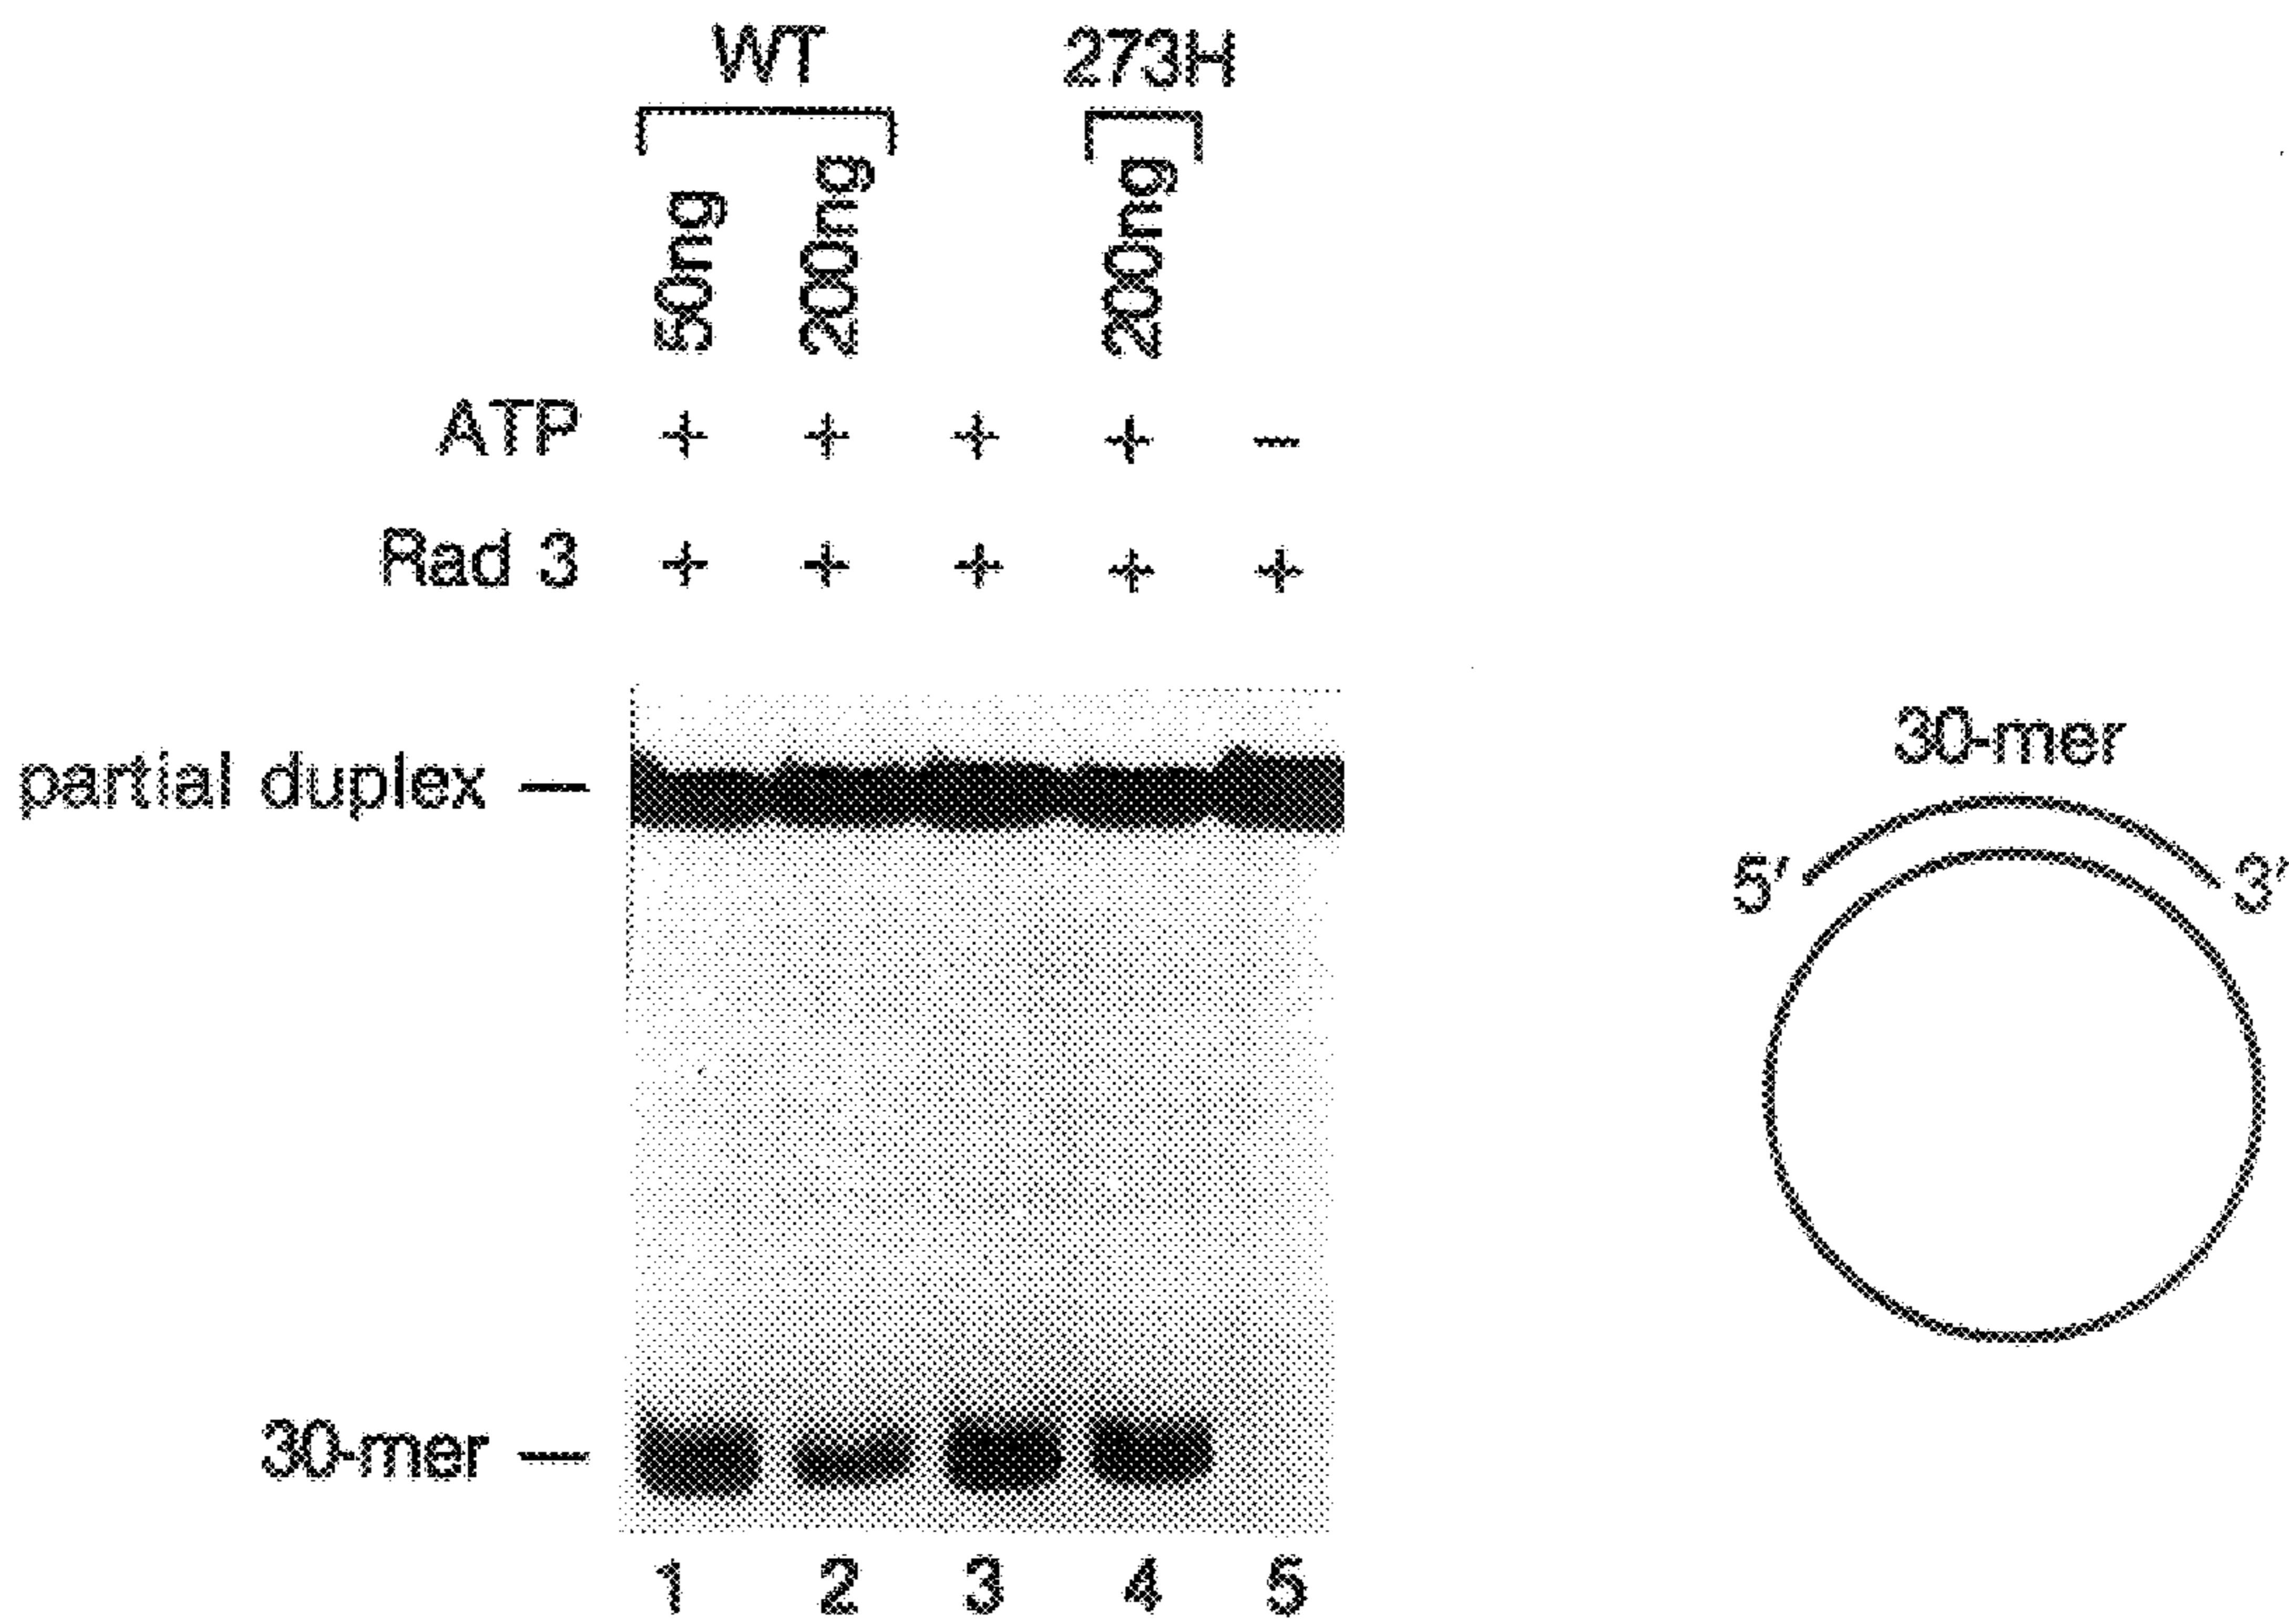 WT 273H
50ng 200ng 200ng
ATP + + + + −
Rad 3 + + + + +
partial duplex —
30-mer
5′ 3′
30-mer —
1 2 3 4 5